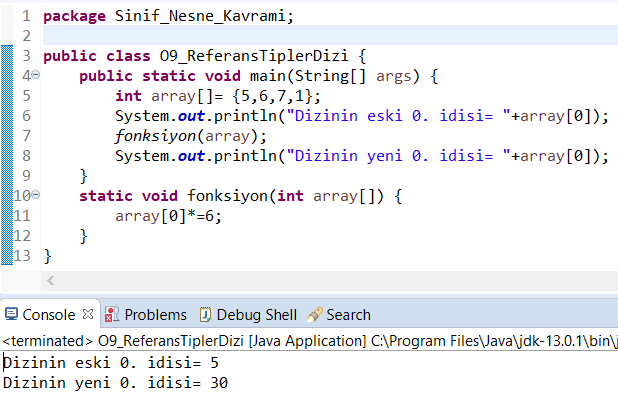 1 package Sinif_Nesne_Kavrami;
2
3 public class O9_ReferansTiplerDizi {
4 public static void main(String[] args) {
5 int array[]= {5,6,7,1};
6 System.out.println("Dizinin eski 0. idisi= "+array[0]);
7 fonksiyon(array);
8 System.out.println("Dizinin yeni 0. idisi= "+array[0]);
9 }
10 static void fonksiyon(int array[]) {
11 array[0]*=6;
12 }
13 }
Console Problems Debug Shell Search
<terminated> O9_ReferansTiplerDizi [Java Application] C:\Program Files\Java\jdk-13.0.1\bin\j
Dizinin eski 0. idisi= 5
Dizinin yeni 0. idisi= 30